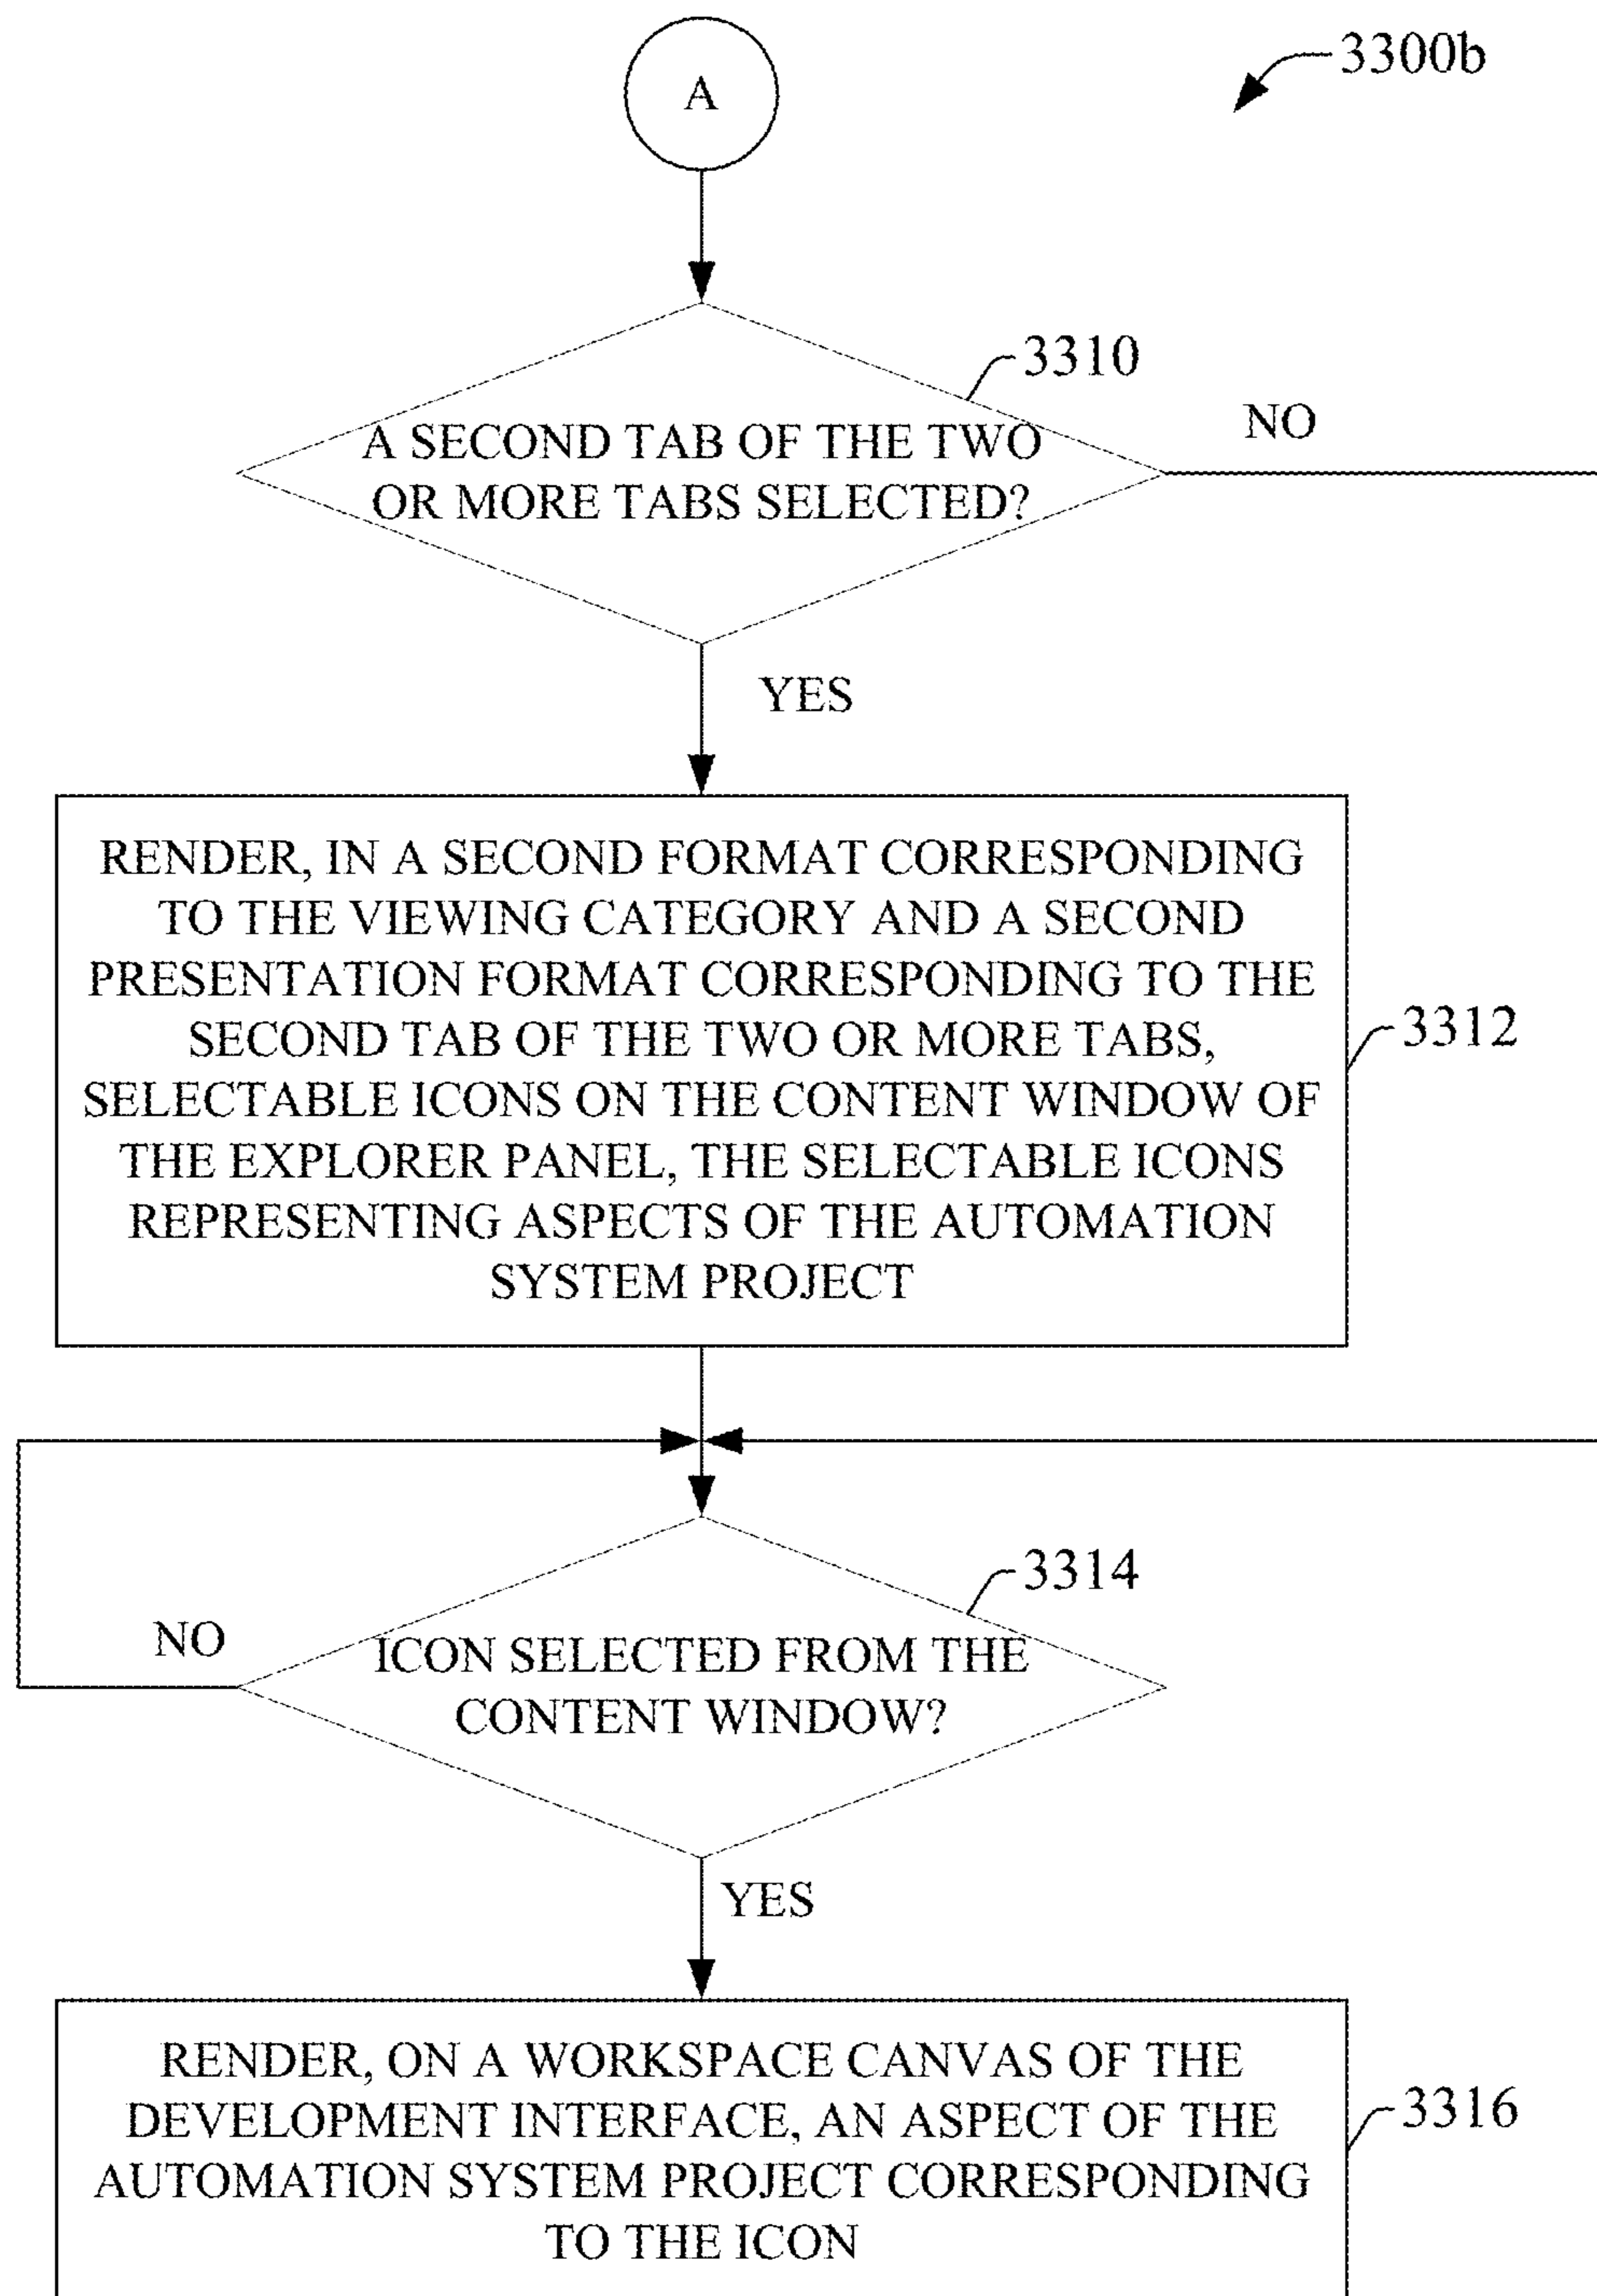 A
3300b
3310
A SECOND TAB OF THE TWO
OR MORE TABS SELECTED?
NO
YES
RENDER, IN A SECOND FORMAT CORRESPONDING
TO THE VIEWING CATEGORY AND A SECOND
PRESENTATION FORMAT CORRESPONDING TO THE
SECOND TAB OF THE TWO OR MORE TABS,
SELECTABLE ICONS ON THE CONTENT WINDOW OF
THE EXPLORER PANEL, THE SELECTABLE ICONS
REPRESENTING ASPECTS OF THE AUTOMATION
SYSTEM PROJECT
3312
3314
NO
ICON SELECTED FROM THE
CONTENT WINDOW?
YES
RENDER, ON A WORKSPACE CANVAS OF THE
DEVELOPMENT INTERFACE, AN ASPECT OF THE
AUTOMATION SYSTEM PROJECT CORRESPONDING
TO THE ICON
3316